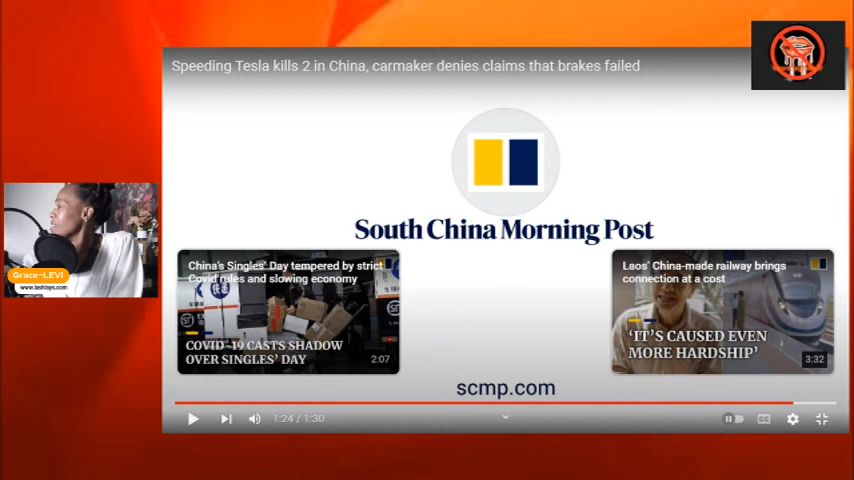 Speeding Tesla kills 2 in China, carmaker denies claims that brakes failed
South China Morning Post
China's Singles' Day tempered by strict
Covid rules and slowing economy
COVID-19 CASTS SHADOW
OVER SINGLES' DAY
2:07
Laos' China-made railway brings
connection at a cost
'IT'S CAUSED EVEN
MORE HARDSHIP'
3:32
Grace-LEVI
scmp.com
1:24 / 1:30
CC